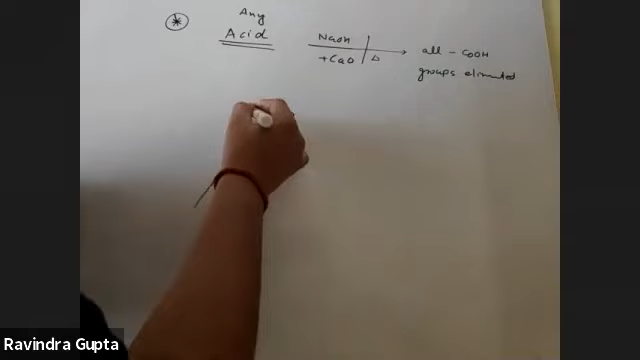 Any
Acid
NaOH
+CaO Δ
all - COOH
groups eliminated
Ravindra Gupta